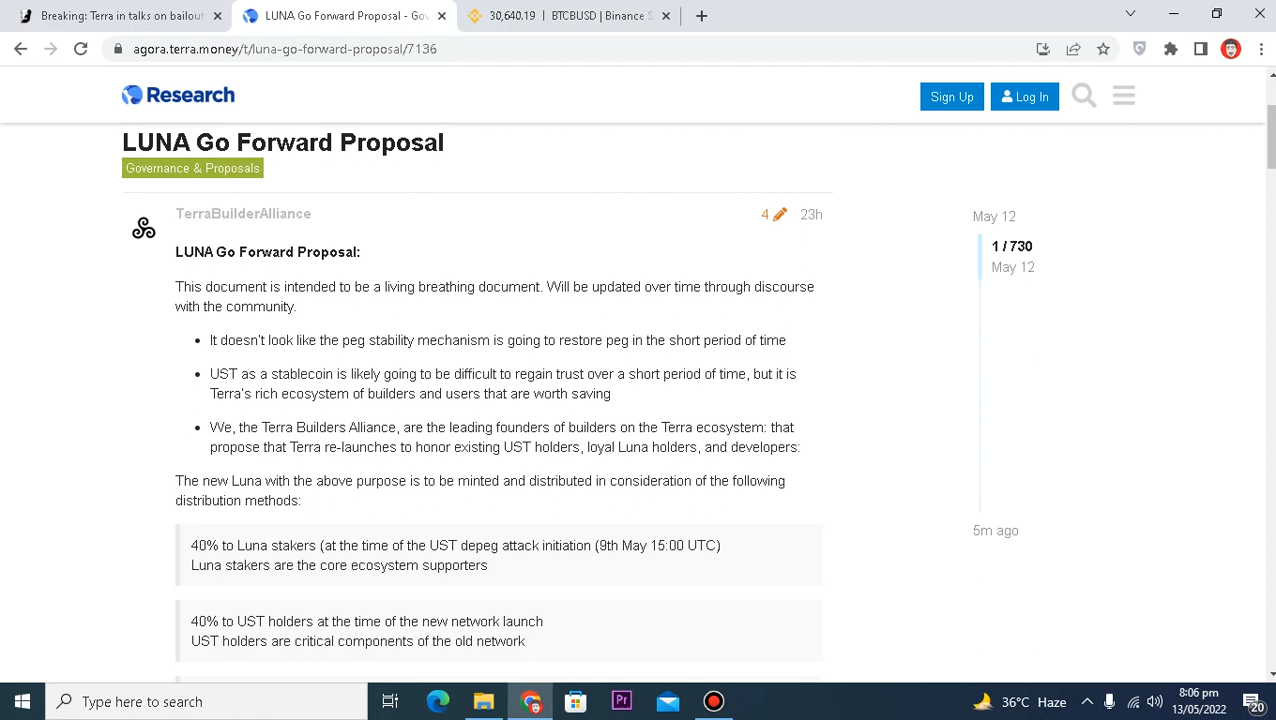 Breaking: Terra in talks on bailout
LUNA Go Forward Proposal - Gov
30,640.19 | BTCBUSD | Binance S
agora.terra.money/t/luna-go-forward-proposal/7136
Research
Sign Up
Log In
LUNA Go Forward Proposal
Governance & Proposals
TerraBuilderAlliance
4
23h
LUNA Go Forward Proposal:
This document is intended to be a living breathing document. Will be updated over time through discourse
with the community.
• It doesn't look like the peg stability mechanism is going to restore peg in the short period of time
• UST as a stablecoin is likely going to be difficult to regain trust over a short period of time, but it is
Terra's rich ecosystem of builders and users that are worth saving
• We, the Terra Builders Alliance, are the leading founders of builders on the Terra ecosystem: that
propose that Terra re-launches to honor existing UST holders, loyal Luna holders, and developers:
The new Luna with the above purpose is to be minted and distributed in consideration of the following
distribution methods:
40% to Luna stakers (at the time of the UST depeg attack initiation (9th May 15:00 UTC)
Luna stakers are the core ecosystem supporters
40% to UST holders at the time of the new network launch
UST holders are critical components of the old network
May 12
1 / 730
May 12
5m ago
Type here to search
Pr
36°C Haze
8:06 pm
13/05/2022
20